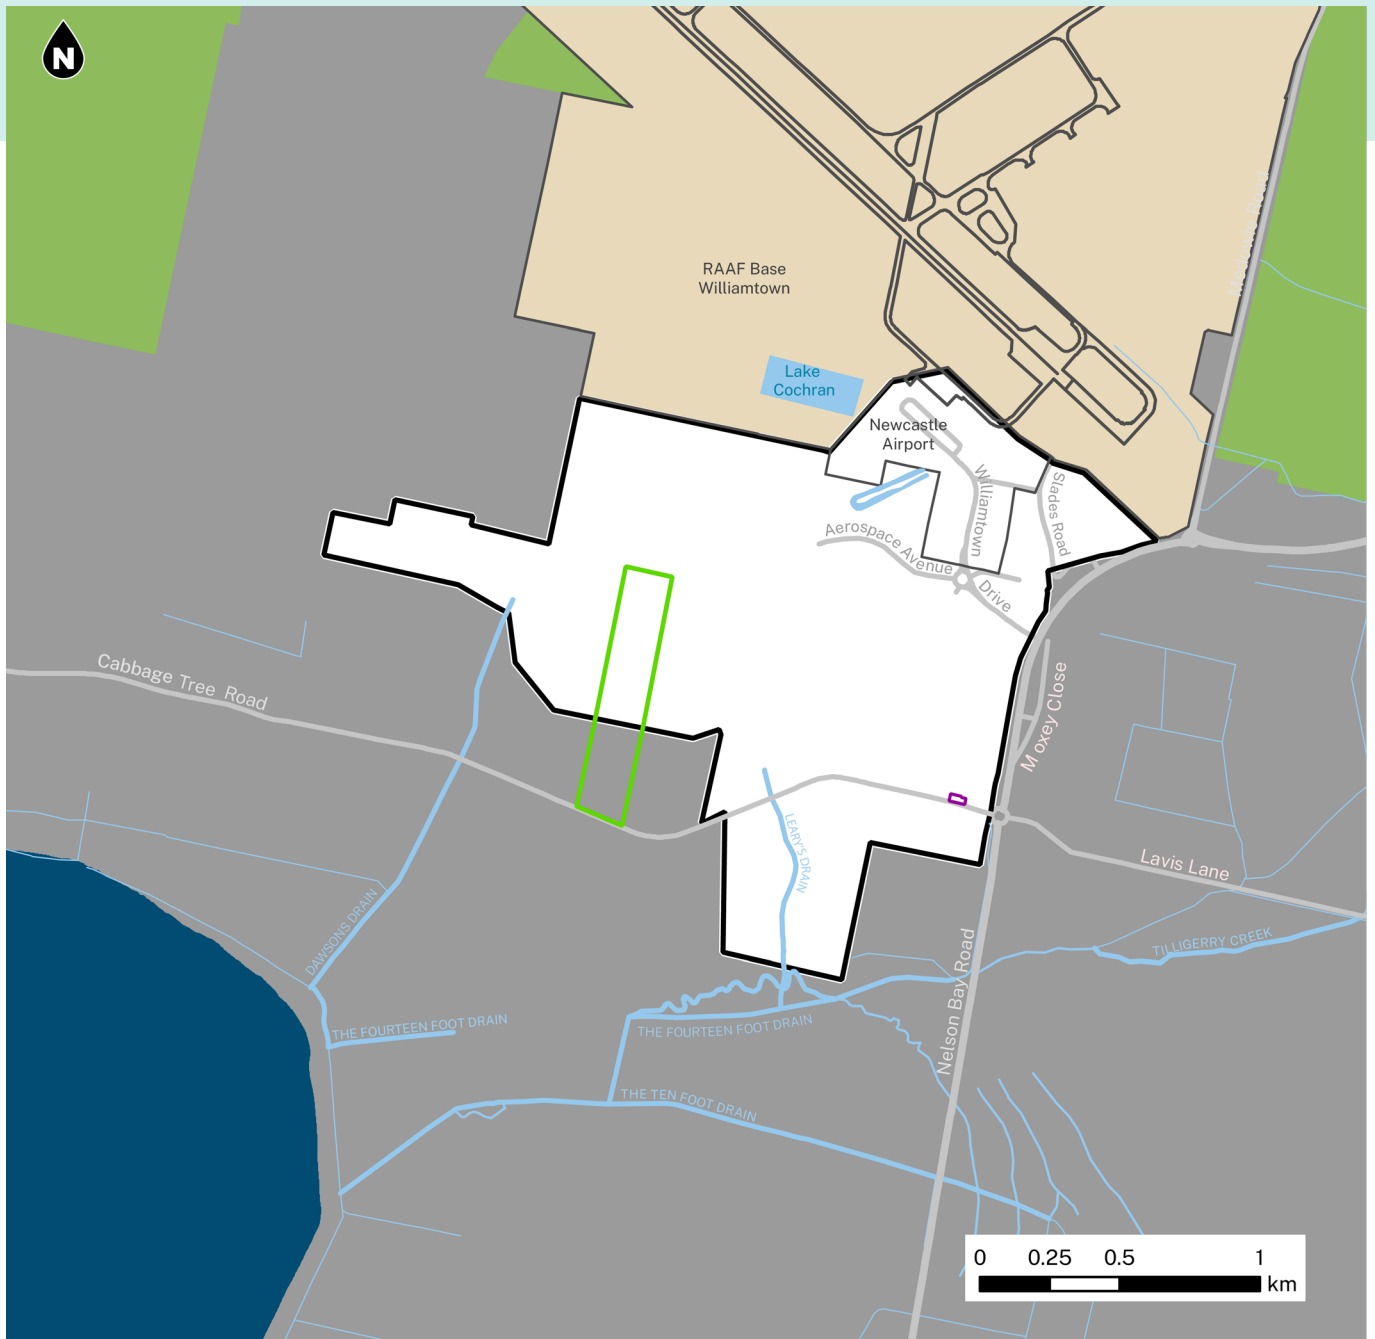 N
Medowie Road
RAAF Base
Williamtown
Lake
Cochran
Newcastle
Airport
Williamtown
Slades Road
Aerospace Avenue
Drive
Cabbage Tree Road
Moxey Close
LEARY'S DRAIN
Lavis Lane
DAWSONS DRAIN
TILLIGERRY CREEK
Nelson Bay Road
THE FOURTEEN FOOT DRAIN
THE FOURTEEN FOOT DRAIN
THE TEN FOOT DRAIN
0 0.25 0.5 1
km